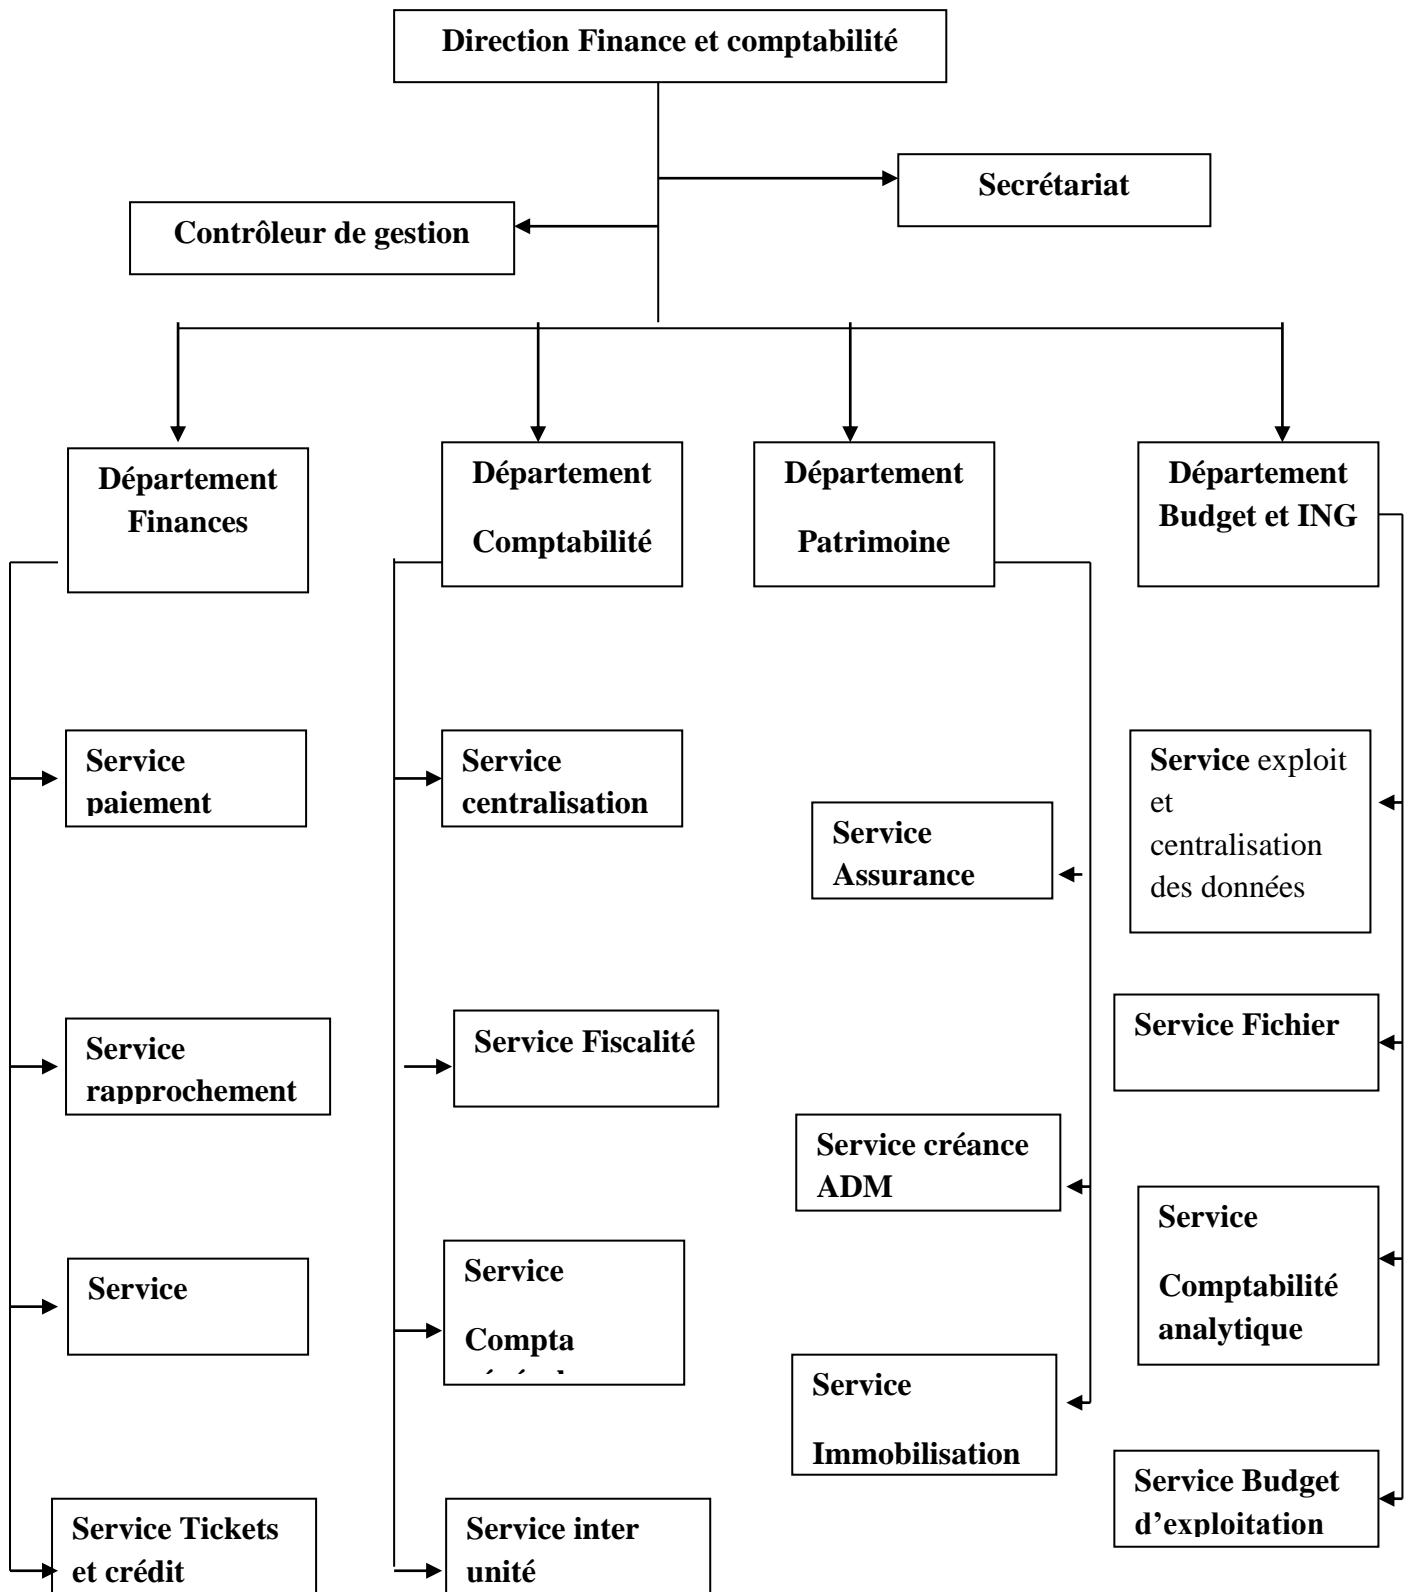 Direction Finance et comptabilité
Secrétariat
Contrôleur de gestion
Département
Finances
Département
Comptabilité
Département
Patrimoine
Département
Budget et ING
Service
paiement
Service
rapprochement
Service
Service Tickets
et crédit
Service
centralisation
Service Fiscalité
Service
Compta
Service inter
unité
Service
Assurance
Service créance
ADM
Service
Immobilisation
Service exploit
et
centralisation
des données
Service Fichier
Service
Comptabilité
analytique
Service Budget
d’exploitation